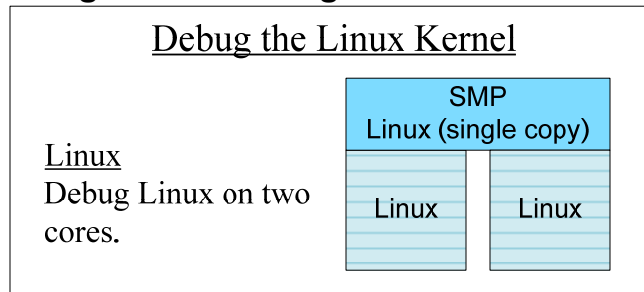 Debug the Linux Kernel
SMP
Linux (single copy)
Linux
Debug Linux on two
cores.
Linux
Linux